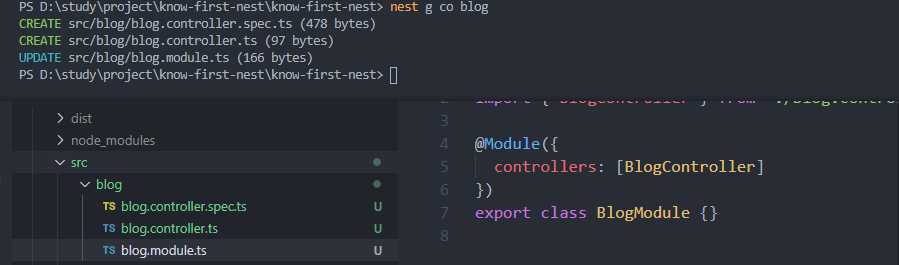 PS D:\study\project\know-first-nest\know-first-nest> nest g co blog
CREATE src/blog/blog.controller.spec.ts (478 bytes)
CREATE src/blog/blog.controller.ts (97 bytes)
UPDATE src/blog/blog.module.ts (166 bytes)
PS D:\study\project\know-first-nest\know-first-nest>
dist
node_modules
src
blog
TS blog.controller.spec.ts U
TS blog.controller.ts U
TS blog.module.ts U
2 import { BlogController } from
3
4 @Module({
5 controllers: [BlogController]
6 })
7 export class BlogModule {}
8